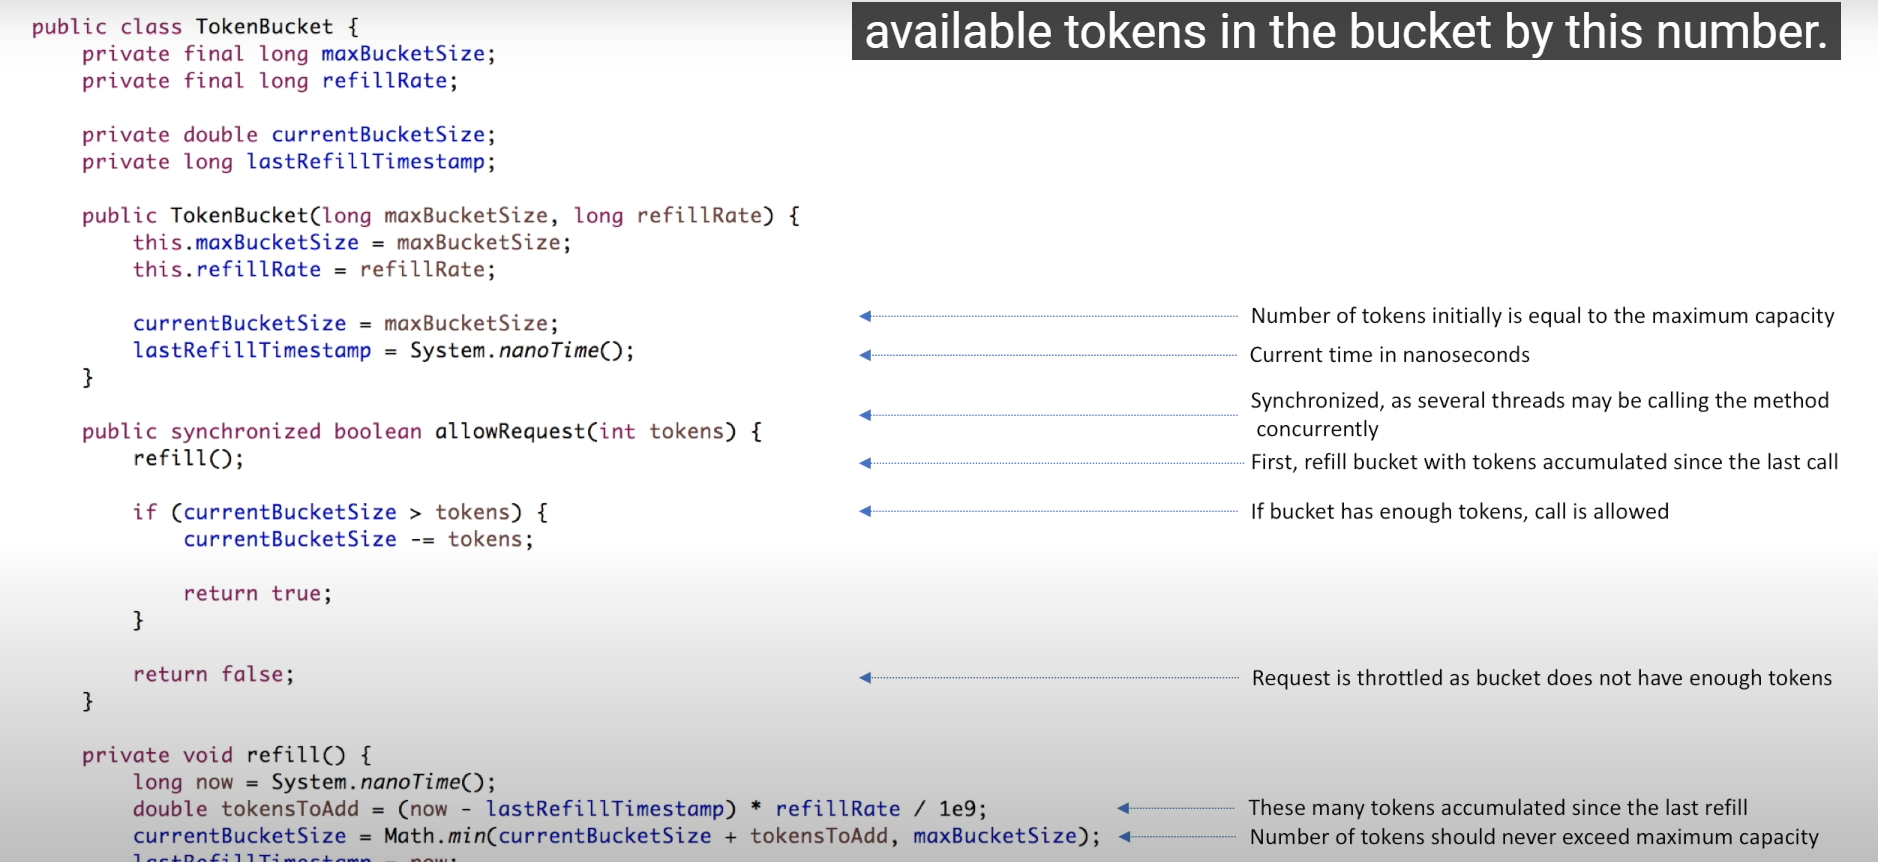 available tokens in the bucket by this number.
public class TokenBucket {
private final long maxBucketSize;
private final long refillRate;
private double currentBucketSize;
private long lastRefillTimestamp;
public TokenBucket(long maxBucketSize, long refillRate) {
this.maxBucketSize = maxBucketSize;
this.refillRate = refillRate;
currentBucketSize = maxBucketSize;
Number of tokens initially is equal to the maximum capacity
lastRefillTimestamp = System.nanoTime();
Current time in nanoseconds
}
Synchronized, as several threads may be calling the method
concurrently
public synchronized boolean allowRequest(int tokens) {
refill();
First, refill bucket with tokens accumulated since the last call
if (currentBucketSize > tokens) {
If bucket has enough tokens, call is allowed
currentBucketSize -= tokens;
return true;
}
return false;
Request is throttled as bucket does not have enough tokens
}
private void refill() {
long now = System.nanoTime();
double tokensToAdd = (now - lastRefillTimestamp) * refillRate / 1e9;
These many tokens accumulated since the last refill
currentBucketSize = Math.min(currentBucketSize + tokensToAdd, maxBucketSize);
Number of tokens should never exceed maximum capacity
lastRefillTimestamp = now;